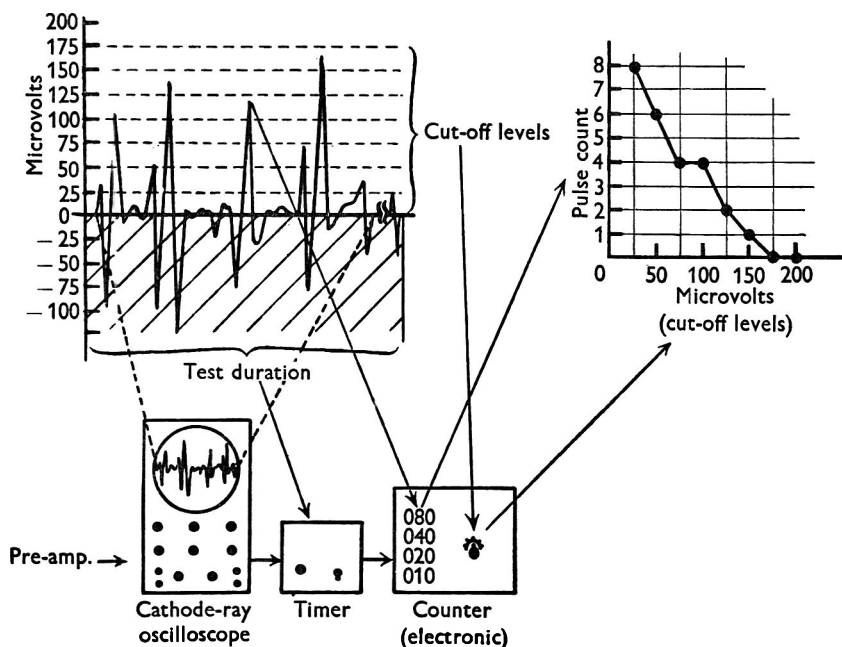 200
175
150
125
100
75
50
25
0
– 25
– 50
– 75
– 100
Microvolts
Cut-off levels
Test duration
8
7
6
5
4
3
2
1
0
Pulse count
50 100 150 200
Microvolts
(cut-off levels)
Pre-amp.
Cathode-ray
oscilloscope
Timer
080
040
020
010
Counter
(electronic)